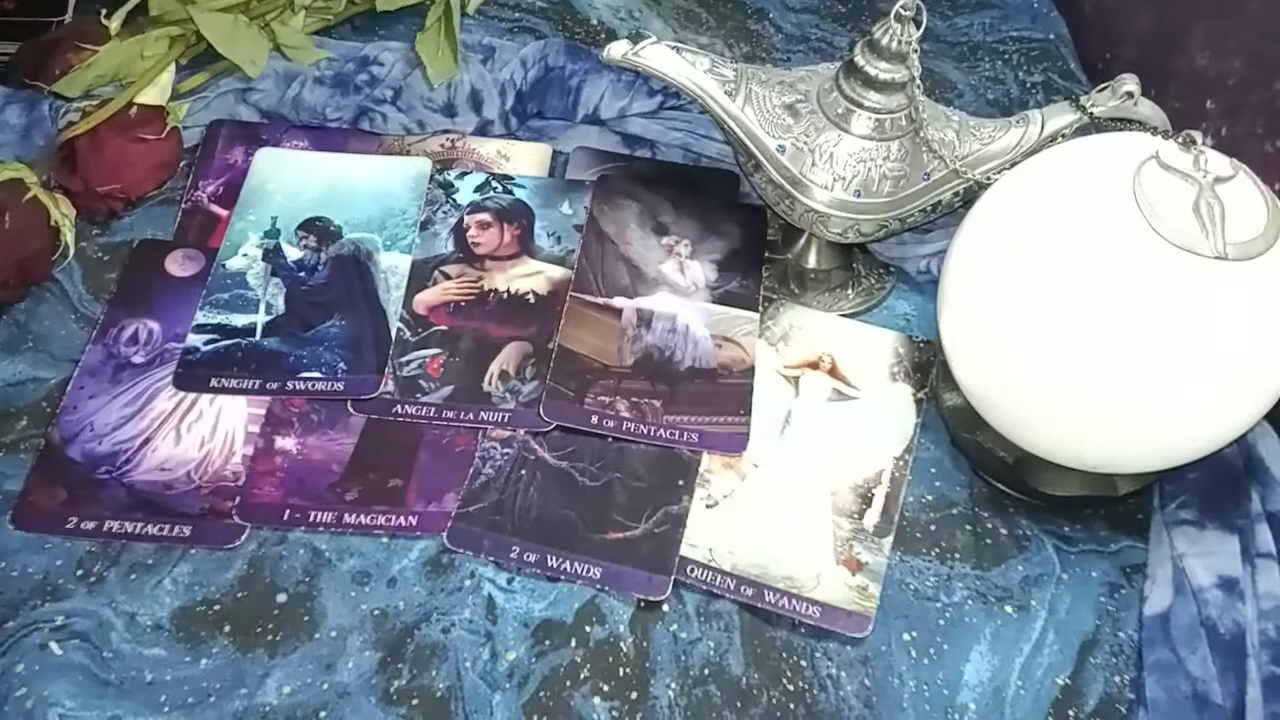 KNIGHT OF SWORDS
ANGEL DE LA NUIT
8 OF PENTACLES
2 OF PENTACLES
1 - THE MAGICIAN
2 OF WANDS
QUEEN OF WANDS